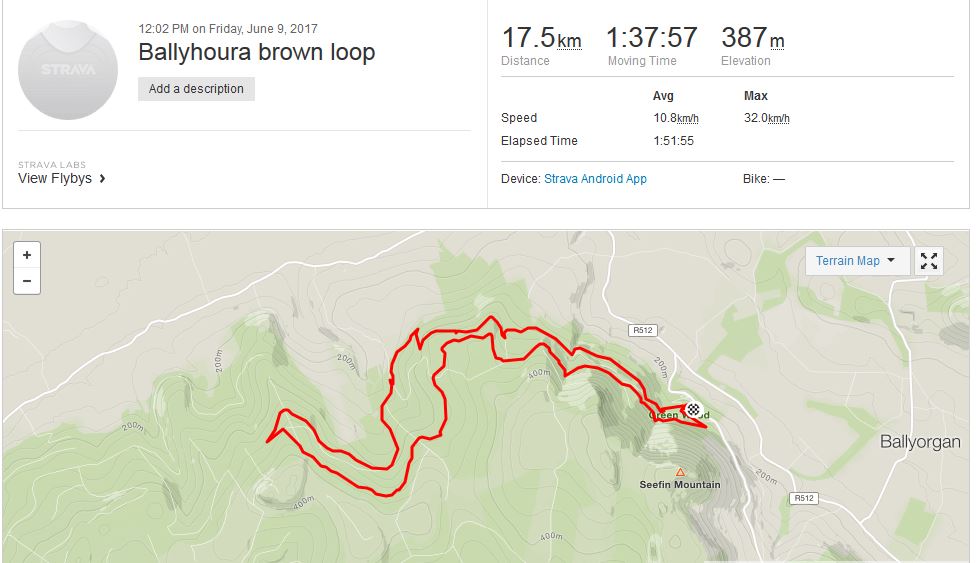 12:02 PM on Friday, June 9, 2017
Ballyhoura brown loop
STRAVA
Add a description
STRAVA LABS
View Flybys
17.5km 1:37:57 387m
Distance Moving Time Elevation
Avg Max
Speed 10.8km/h 32.0km/h
Elapsed Time 1:51:55
Device: Strava Android App Bike: —
+
−
Terrain Map
R512
200m
200m
200m
400m
200m
Ballyorgan
Seefin Mountain
200m
R512
400m
400m